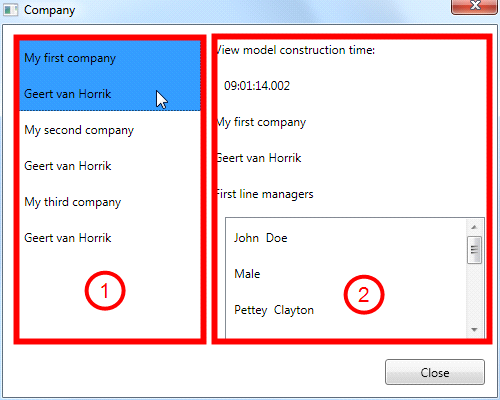 Company
My first company
Geert van Horrik
My second company
Geert van Horrik
My third company
Geert van Horrik
1
View model construction time:
09:01:14.002
My first company
Geert van Horrik
First line managers
John Doe
Male
Pettey Clayton
2
Close